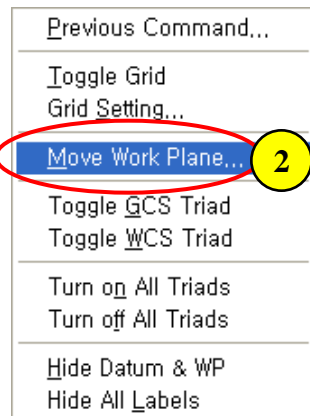 Previous Command...
Toggle Grid
Grid Setting...
Move Work Plane...
2
Toggle GCS Triad
Toggle WCS Triad
Turn on All Triads
Turn off All Triads
Hide Datum & WP
Hide All Labels